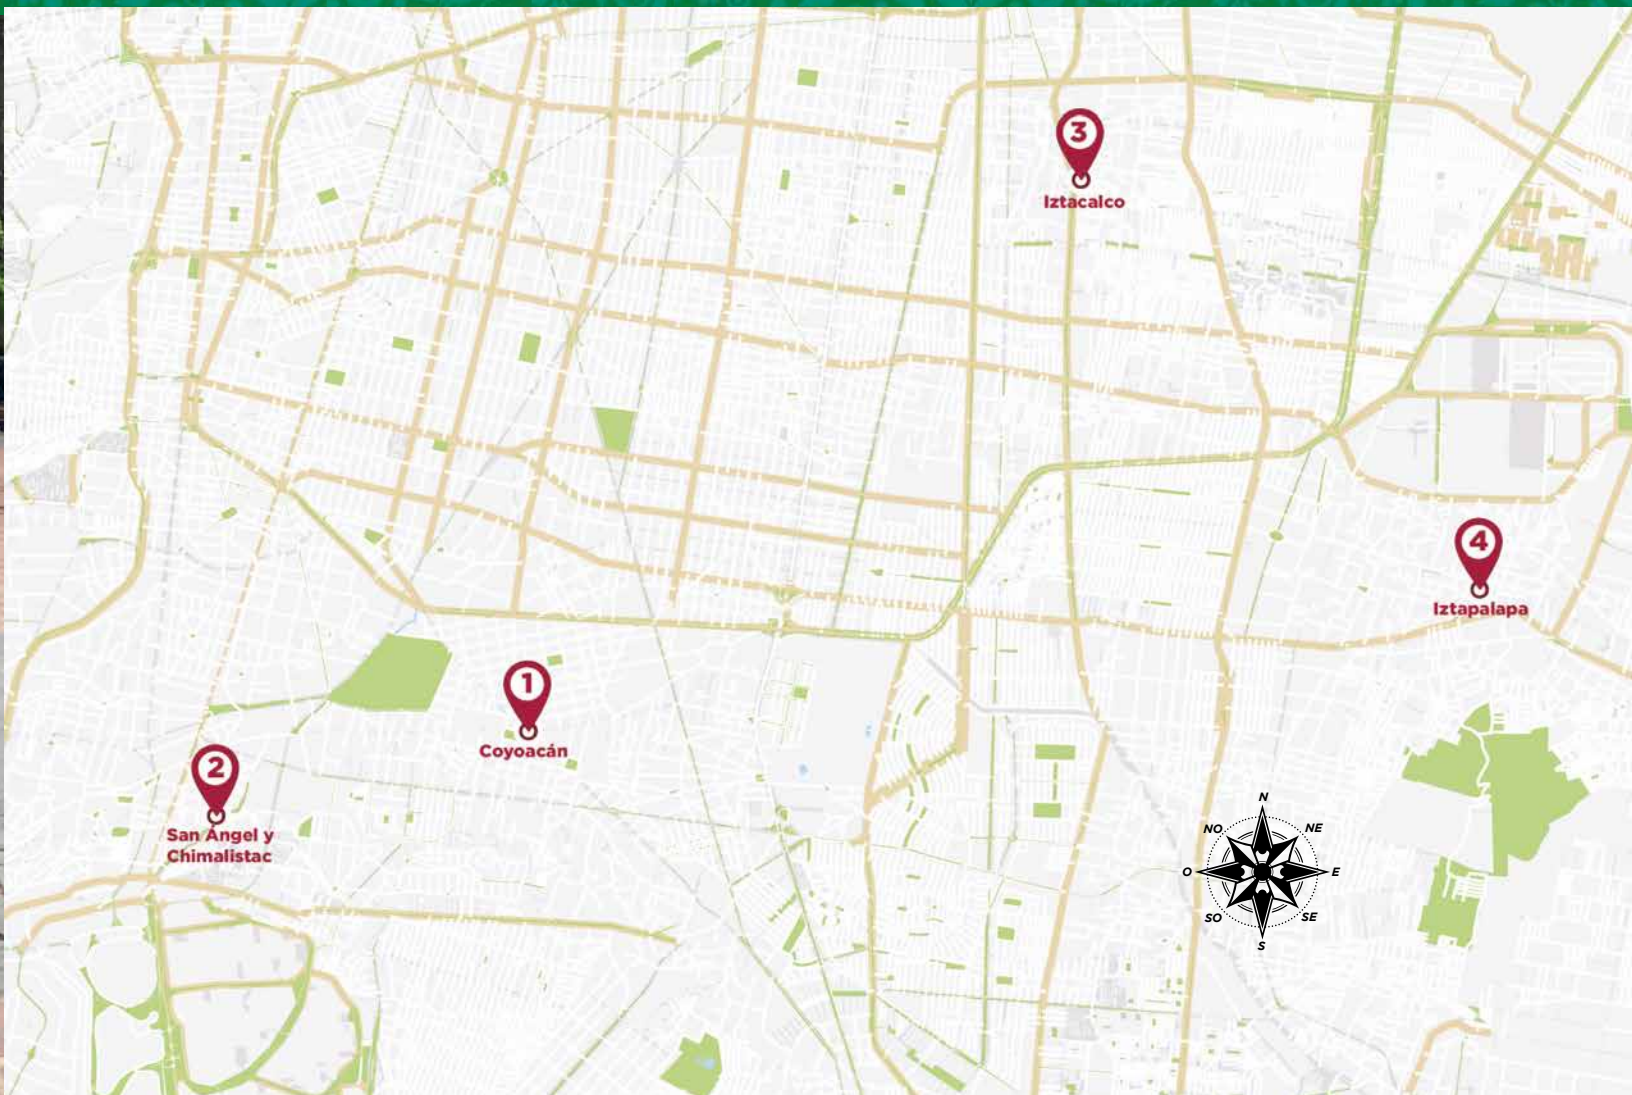 3
Iztacalco
4
Iztapalapa
1
Coyoacán
2
San Ángel y
Chimalistac
N
NO
NE
O
E
SO
SE
S